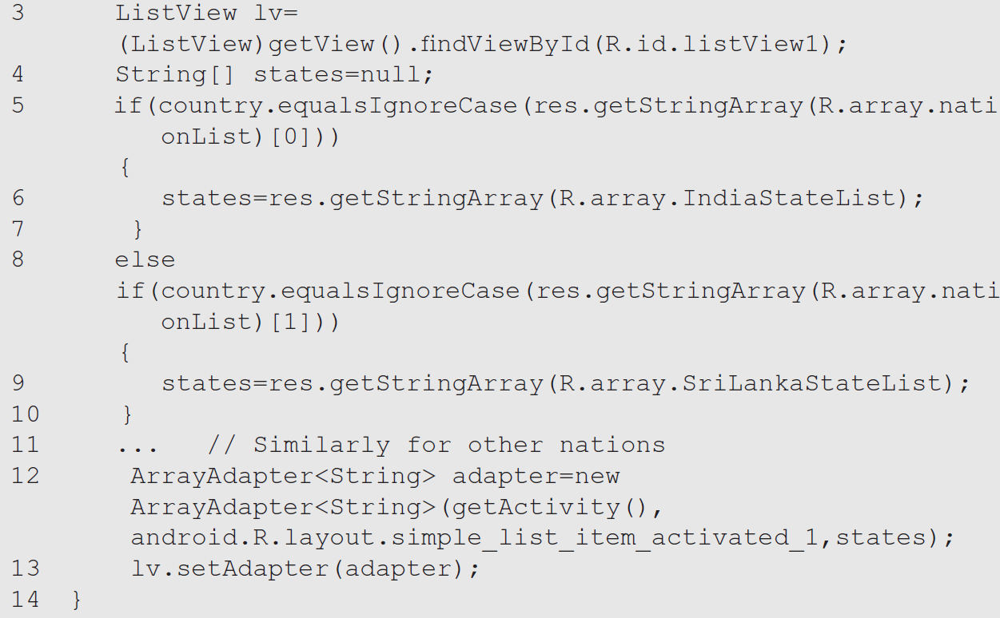 3 ListView lv=
(ListView)getView().findViewById(R.id.listView1);
4 String[] states=null;
5 if(country.equalsIgnoreCase(res.getStringArray(R.array.nati
onList)[0]))
{
6 states=res.getStringArray(R.array.IndiaStateList);
7 }
8 else
if(country.equalsIgnoreCase(res.getStringArray(R.array.nati
onList)[1]))
{
9 states=res.getStringArray(R.array.SriLankaStateList);
10 }
11 ... // Similarly for other nations
12 ArrayAdapter<String> adapter=new
ArrayAdapter<String>(getActivity(),
android.R.layout.simple_list_item_activated_1,states);
13 lv.setAdapter(adapter);
14 }